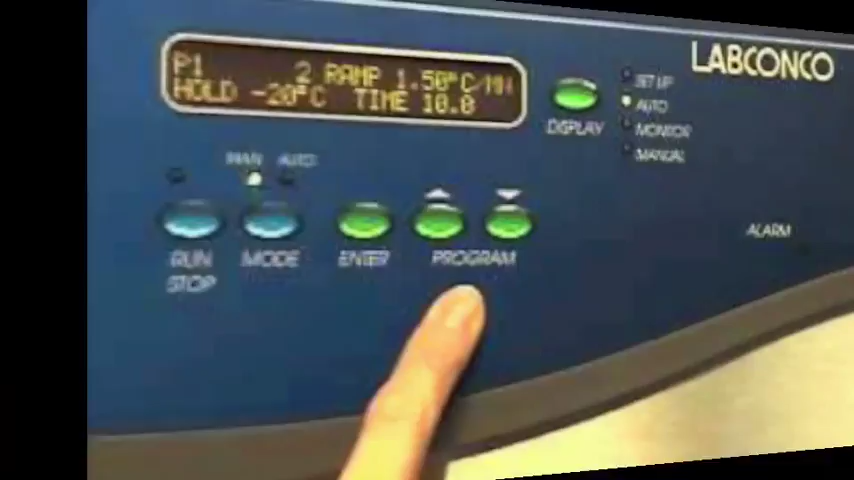 LABCONCO
P1 2 RAMP 1.50°C/MN
HOLD -20°C TIME 10.0
DISPLAY
SET UP
AUTO
MONITOR
MANUAL
MAN AUTO
RUN
STOP
MODE
ENTER
PROGRAM
ALARM